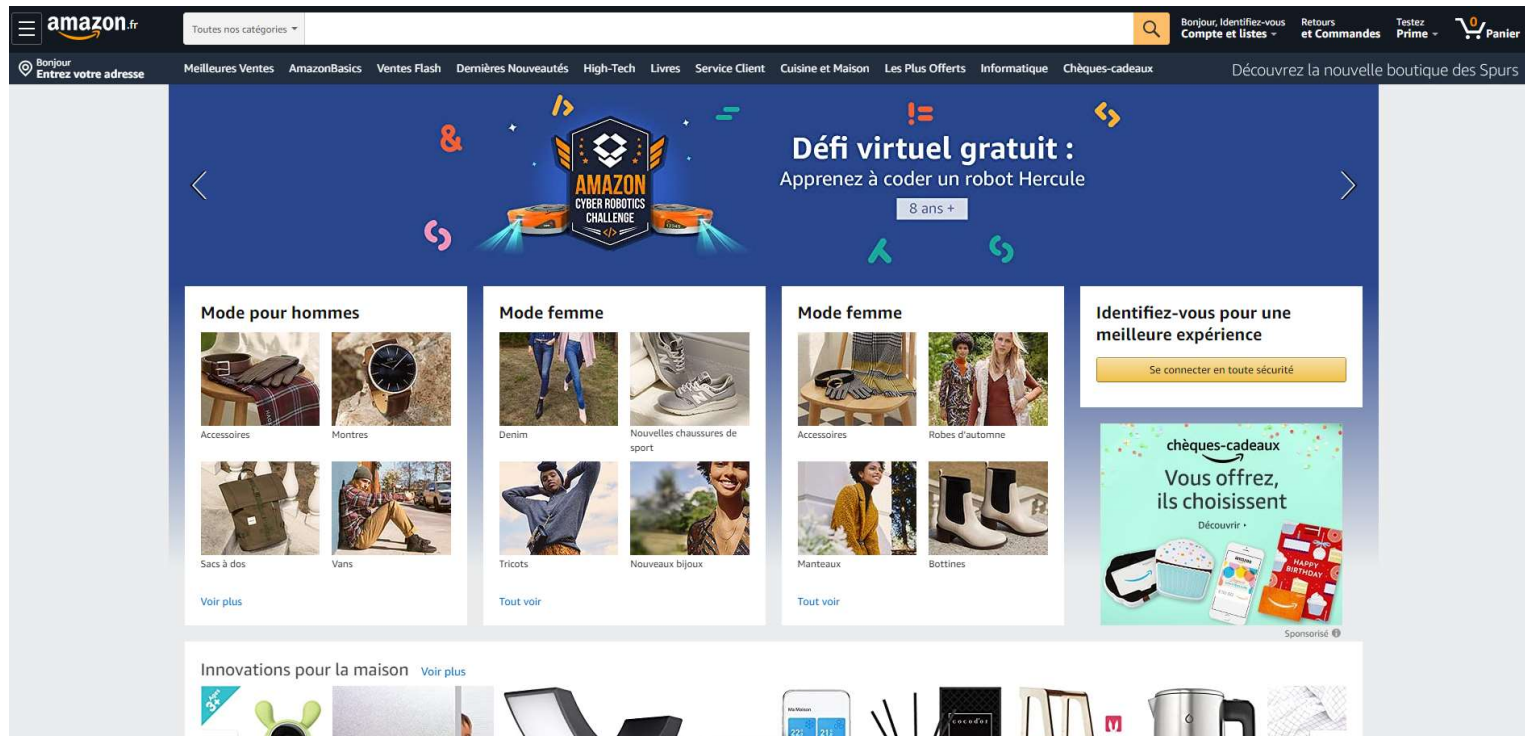 amazon.fr
Toutes nos catégories
Bonjour, Identifiez-vous
Compte et listes
Retours
et Commandes
Testez
Prime
0
Panier
Bonjour
Entrez votre adresse
Meilleures Ventes AmazonBasics Ventes Flash Dernières Nouveautés High-Tech Livres Service Client Cuisine et Maison Les Plus Offerts Informatique Chèques-cadeaux
Découvrez la nouvelle boutique des Spurs
AMAZON
CYBER ROBOTICS
CHALLENGE
</>
Défi virtuel gratuit :
Apprenez à coder un robot Hercule
8 ans +
Mode pour hommes
Accessoires Montres
Sacs à dos Vans
Voir plus
Mode femme
Denim Nouvelles chaussures de
sport
Tricots Nouveaux bijoux
Tout voir
Mode femme
Accessoires Robes d'automne
Manteaux Bottines
Tout voir
Identifiez-vous pour une
meilleure expérience
Se connecter en toute sécurité
chèques-cadeaux
Vous offrez,
ils choisissent
Découvrir
HAPPY
BIRTHDAY
Sponsorisé
Innovations pour la maison Voir plus
Ages
3+
22 21
cocodor